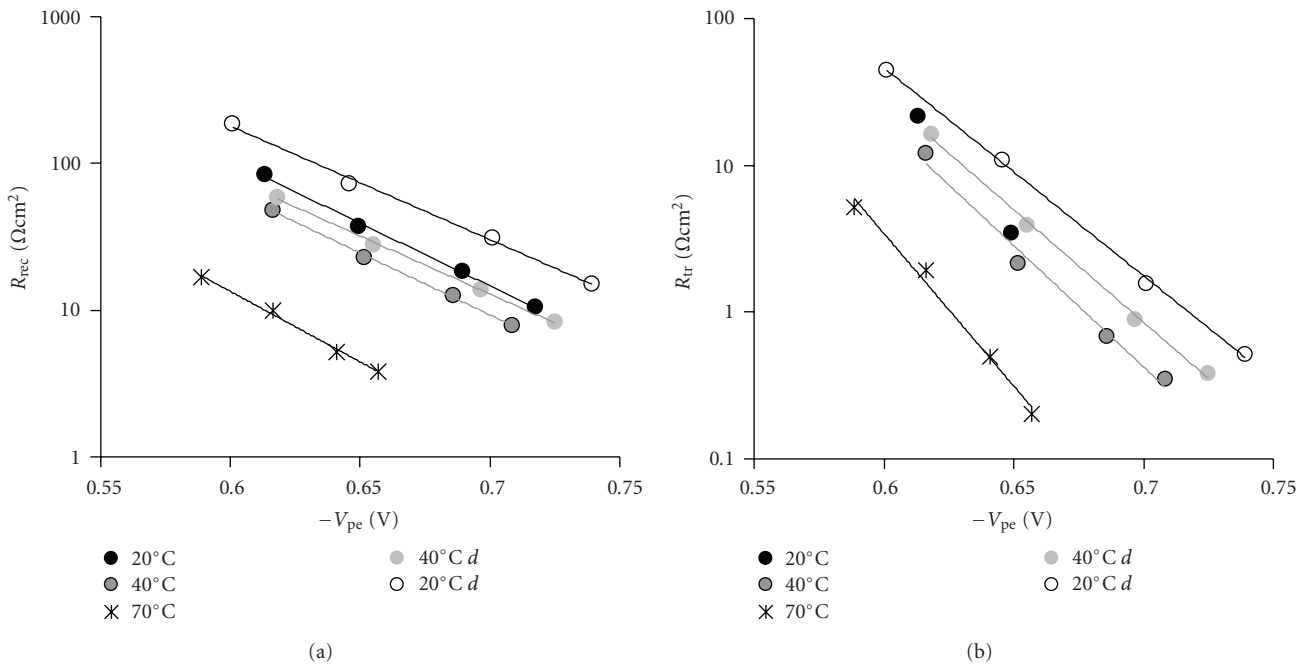 1000
100
10
1
R_rec (Ωcm²)
0.55
0.6
0.65
0.7
0.75
−V_pe (V)
20°C
40°C
70°C
40°C d
20°C d
(a)
100
10
1
0.1
R_tr (Ωcm²)
0.55
0.6
0.65
0.7
0.75
−V_pe (V)
20°C
40°C
70°C
40°C d
20°C d
(b)